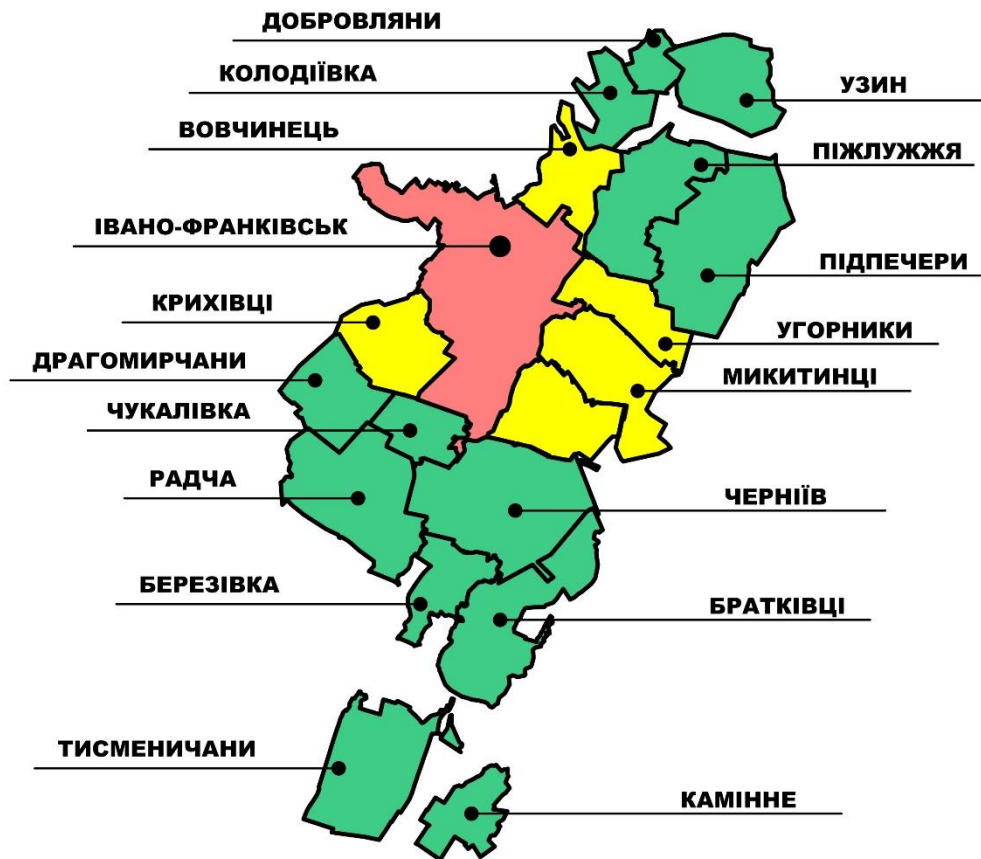 ДОБРОВЛЯНИ
КОЛОДІЇВКА
УЗИН
ВОВЧИНЕЦЬ
ПІЖЛУЖЖЯ
ІВАНО-ФРАНКІВСЬК
ПІДПЕЧЕРИ
КРИХІВЦІ
УГОРНИКИ
ДРАГОМИРЧАНИ
МИКИТИНЦІ
ЧУКАЛІВКА
РАДЧА
ЧЕРНІЇВ
БЕРЕЗІВКА
БРАТКІВЦІ
ТИСМЕНИЧАНИ
КАМІННЕ